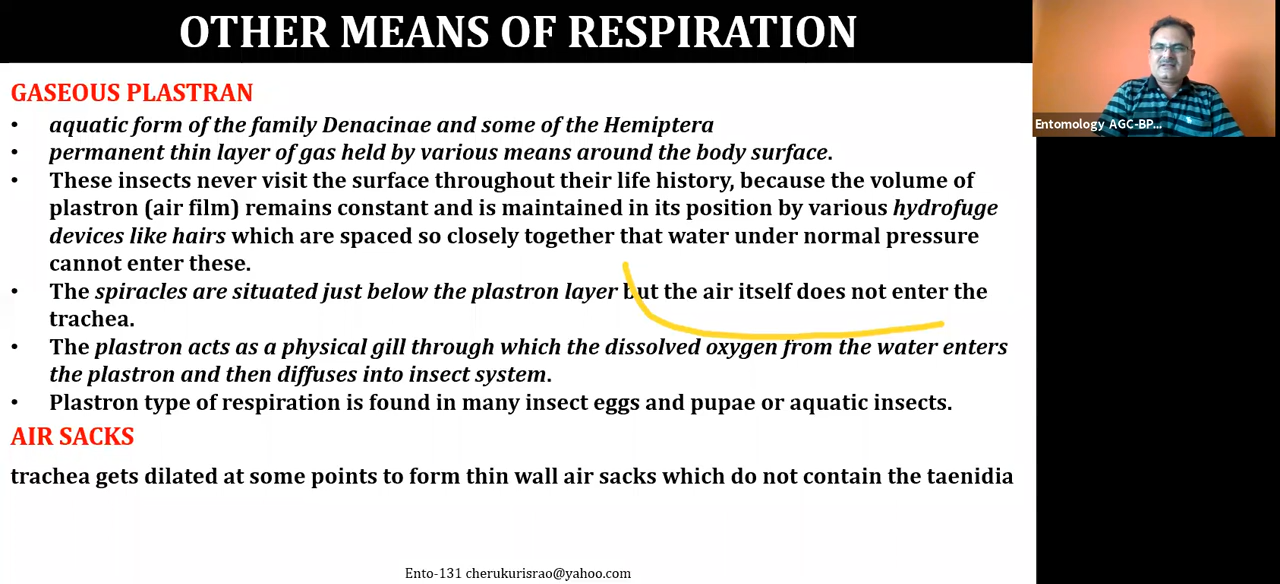 OTHER MEANS OF RESPIRATION
GASEOUS PLASTRAN
• aquatic form of the family Denacinae and some of the Hemiptera
• permanent thin layer of gas held by various means around the body surface.
• These insects never visit the surface throughout their life history, because the volume of
plastron (air film) remains constant and is maintained in its position by various hydrofuge
devices like hairs which are spaced so closely together that water under normal pressure
cannot enter these.
• The spiracles are situated just below the plastron layer but the air itself does not enter the
trachea.
• The plastron acts as a physical gill through which the dissolved oxygen from the water enters
the plastron and then diffuses into insect system.
• Plastron type of respiration is found in many insect eggs and pupae or aquatic insects.
AIR SACKS
trachea gets dilated at some points to form thin wall air sacks which do not contain the taenidia
Ento-131 cherukurisrao@yahoo.com
Entomology AGC-BP...